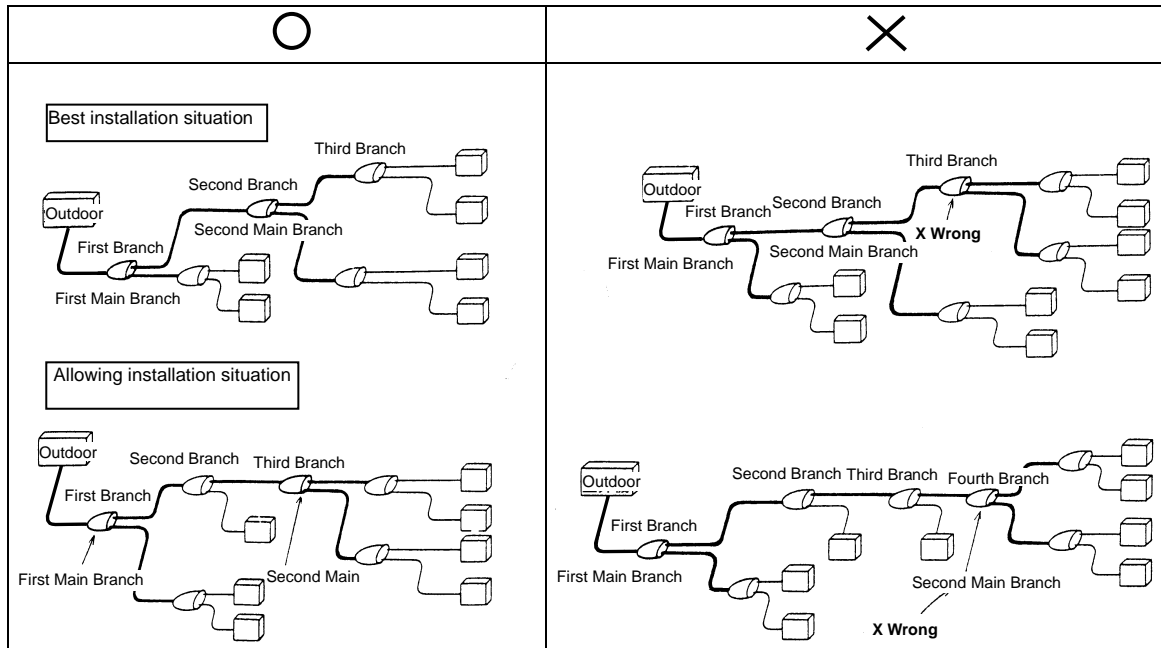 Best installation situation
Third Branch
Second Branch
Outdoor
Second Main Branch
First Branch
First Main Branch
Allowing installation situation
Outdoor
Second Branch
Third Branch
First Branch
First Main Branch
Second Main
Third Branch
Outdoor
Second Branch
First Branch
X Wrong
Second Main Branch
First Main Branch
Outdoor
Second Branch
Third Branch
Fourth Branch
First Branch
First Main Branch
Second Main Branch
X Wrong